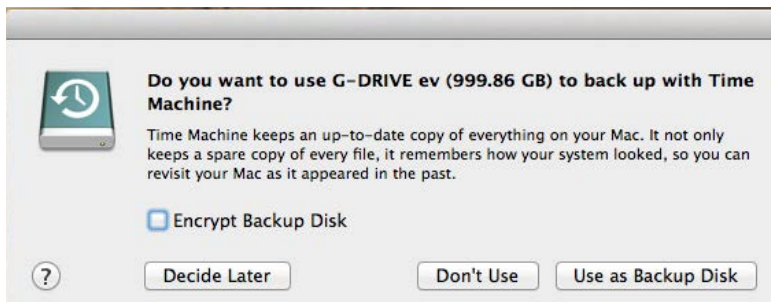 Do you want to use G-DRIVE ev (999.86 GB) to back up with Time
Machine?
Time Machine keeps an up-to-date copy of everything on your Mac. It not only
keeps a spare copy of every file, it remembers how your system looked, so you can
revisit your Mac as it appeared in the past.
Encrypt Backup Disk
? Decide Later Don't Use Use as Backup Disk